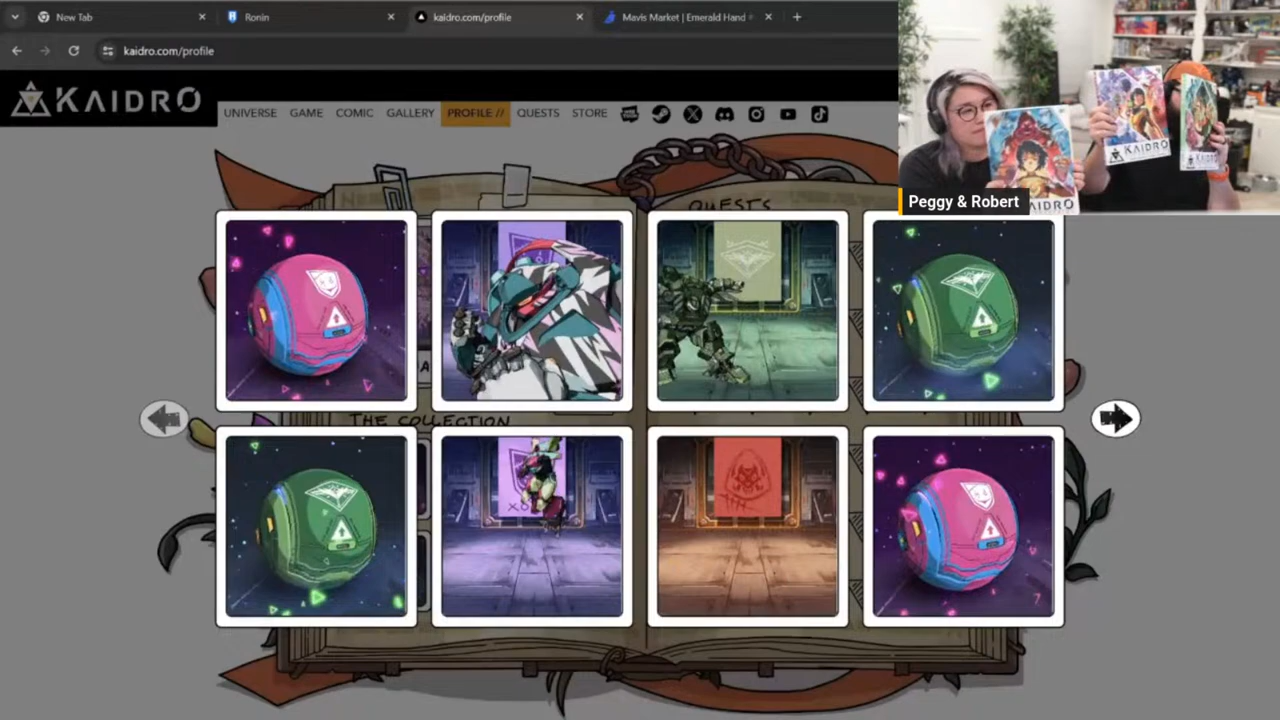 New Tab
Ronin
kaidro.com/profile
Mavis Market | Emerald Hand
kaidro.com/profile
KAIDRO
UNIVERSE GAME COMIC GALLERY PROFILE // QUESTS STORE
KAIDRO
KAIDRO
Peggy & Robert
QUESTS
THE COLLECTION